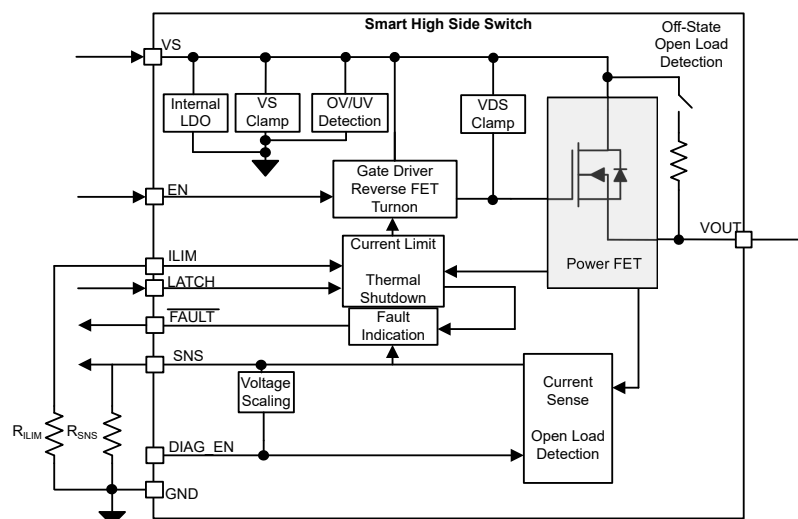 Smart High Side Switch
Off-State
Open Load
Detection
VS
Internal
LDO
VS
Clamp
OV/UV
Detection
VDS
Clamp
EN
Gate Driver
Reverse FET
Turnon
VOUT
ILIM
Current Limit
Thermal
Shutdown
Power FET
LATCH
FAULT
Fault
Indication
SNS
Voltage
Scaling
Current
Sense
Open Load
Detection
RILIM
RSNS
DIAG_EN
GND